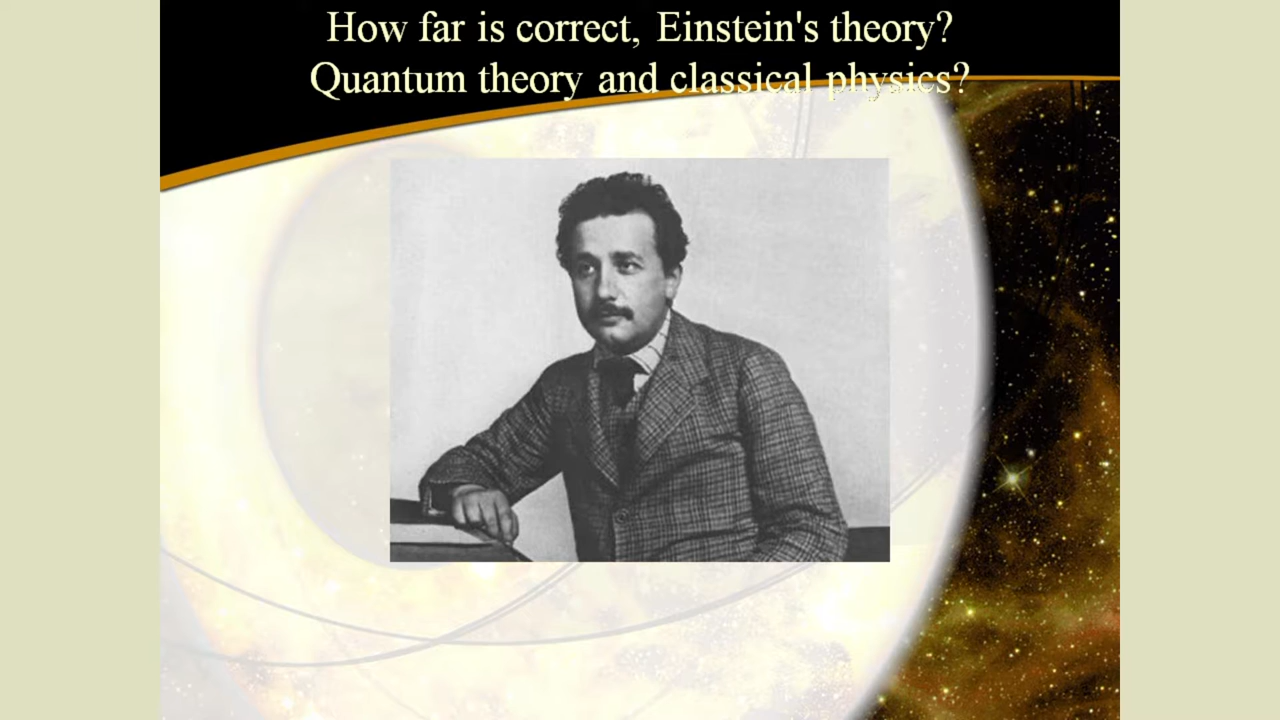 How far is correct, Einstein's theory?
Quantum theory and classical physics?